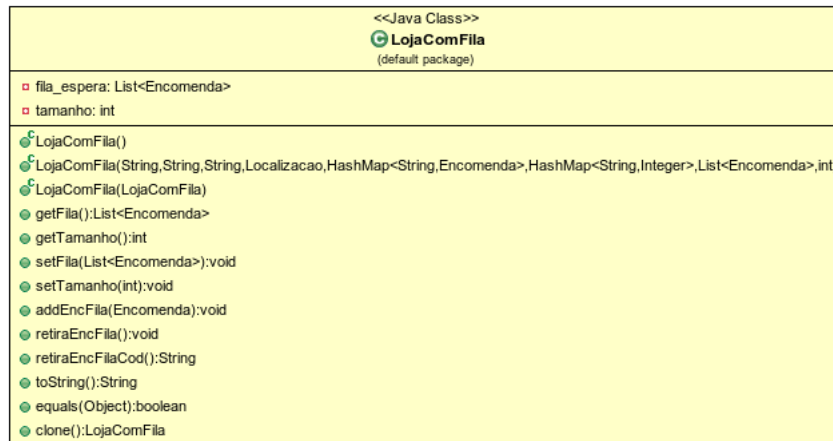 <<Java Class>>
LojaComFila
(default package)
fila_espera: List<Encomenda>
tamanho: int
LojaComFila()
LojaComFila(String,String,String,Localizacao,HashMap<String,Encomenda>,HashMap<String,Integer>,List<Encomenda>,int
LojaComFila(LojaComFila)
getFila():List<Encomenda>
getTamanho():int
setFila(List<Encomenda>):void
setTamanho(int):void
addEncFila(Encomenda):void
retiraEncFila():void
retiraEncFilaCod():String
toString():String
equals(Object):boolean
clone():LojaComFila